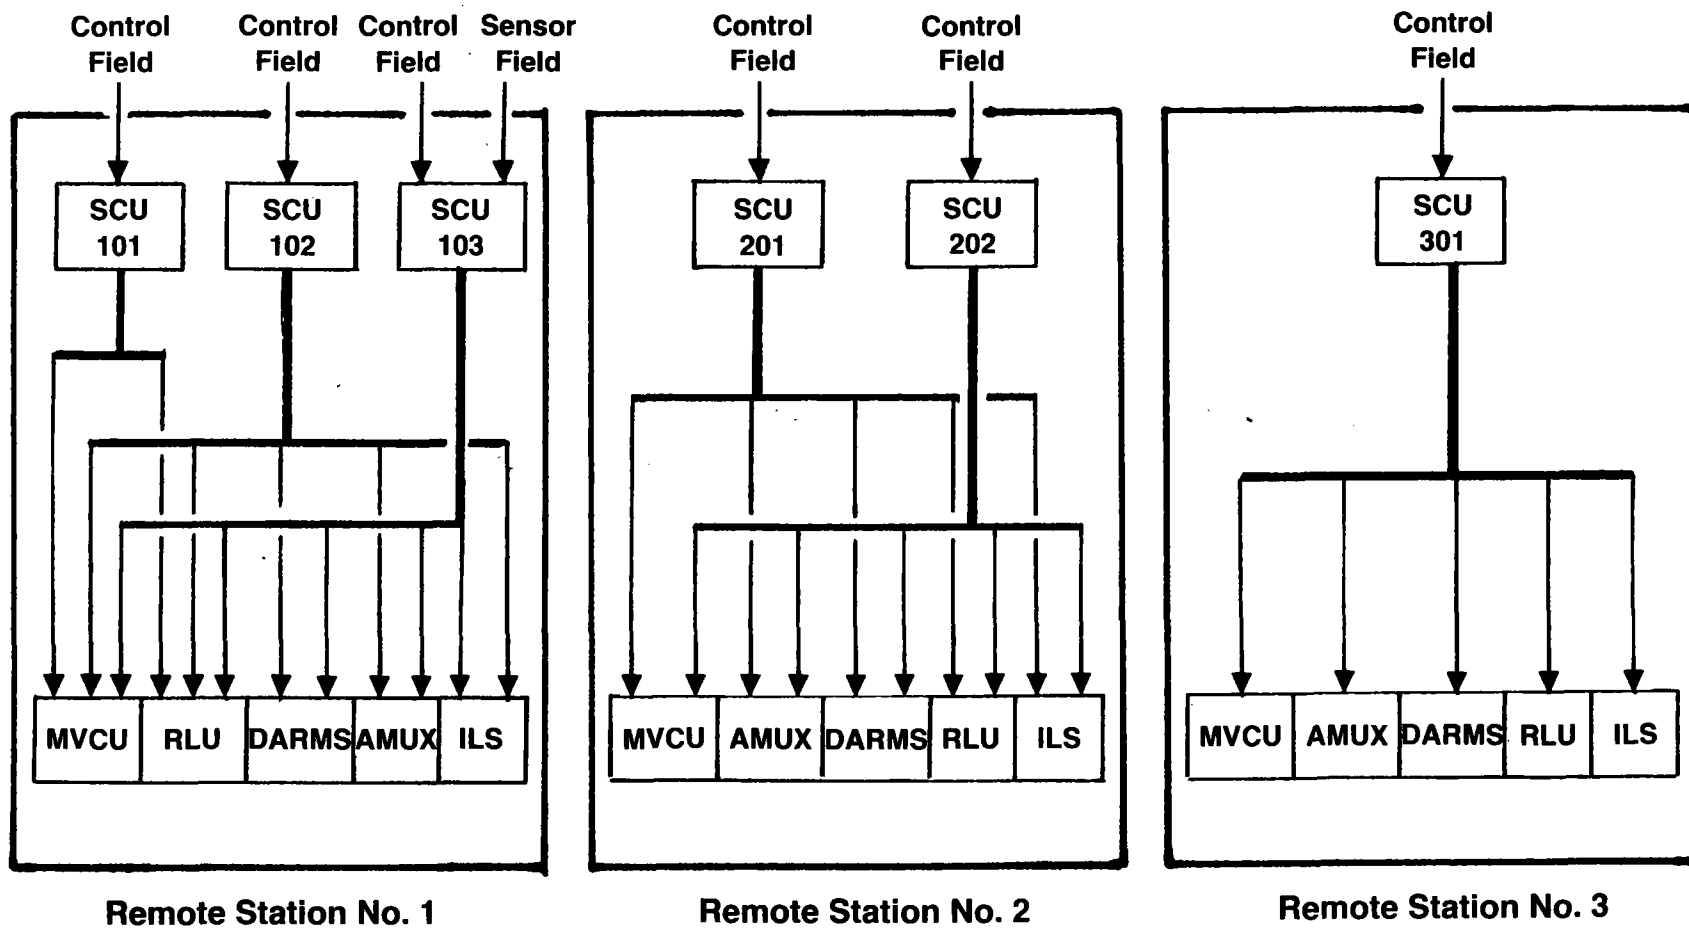 Control Field
Control Field
Control Field
Sensor Field
Control Field
Control Field
Control Field
SCU 101
SCU 102
SCU 103
SCU 201
SCU 202
SCU 301
MVCU RLU DARMS AMUX ILS
MVCU AMUX DARMS RLU ILS
MVCU AMUX DARMS RLU ILS
Remote Station No. 1
Remote Station No. 2
Remote Station No. 3